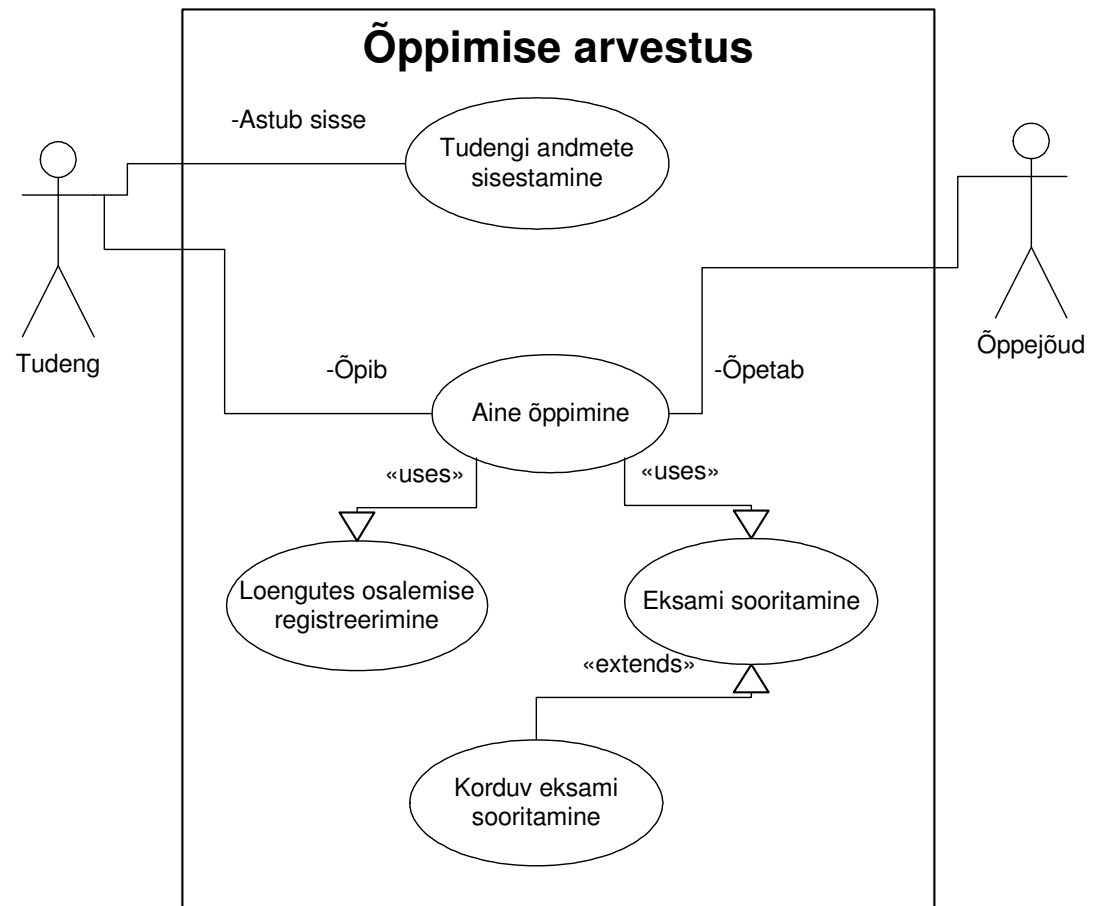 Õppimise arvestus
-Astub sisse
Tudengi andmete
sisestamine
Tudeng
Õppejõud
-Õpib
-Õpetab
Aine õppimine
«uses»
«uses»
Loengutes osalemise
registreerimine
Eksami sooritamine
«extends»
Korduv eksami
sooritamine